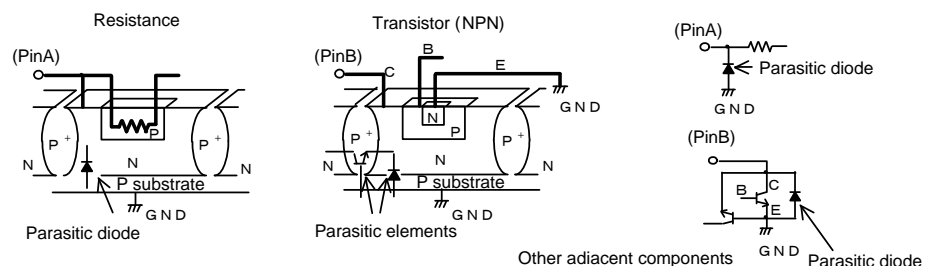 Resistance
(PinA)
P
P +
P +
N
N
N
P substrate
GND
Parasitic diode
Transistor (NPN)
(PinB)
B
C
E
GND
N
P
P +
P +
N
N
N
P substrate
GND
Parasitic elements
(PinA)
Parasitic diode
GND
(PinB)
B
C
E
GND
Other adiacent components
Parasitic diode